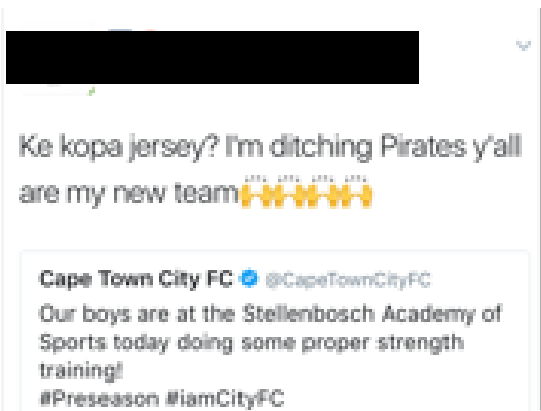 Ke kopa jersey? I'm ditching Pirates y'all
are my new team🙌🙌🙌🙌
Cape Town City FC @CapeTownCityFC
Our boys are at the Stellenbosch Academy of
Sports today doing some proper strength
training!
#Preseason #iamCityFC